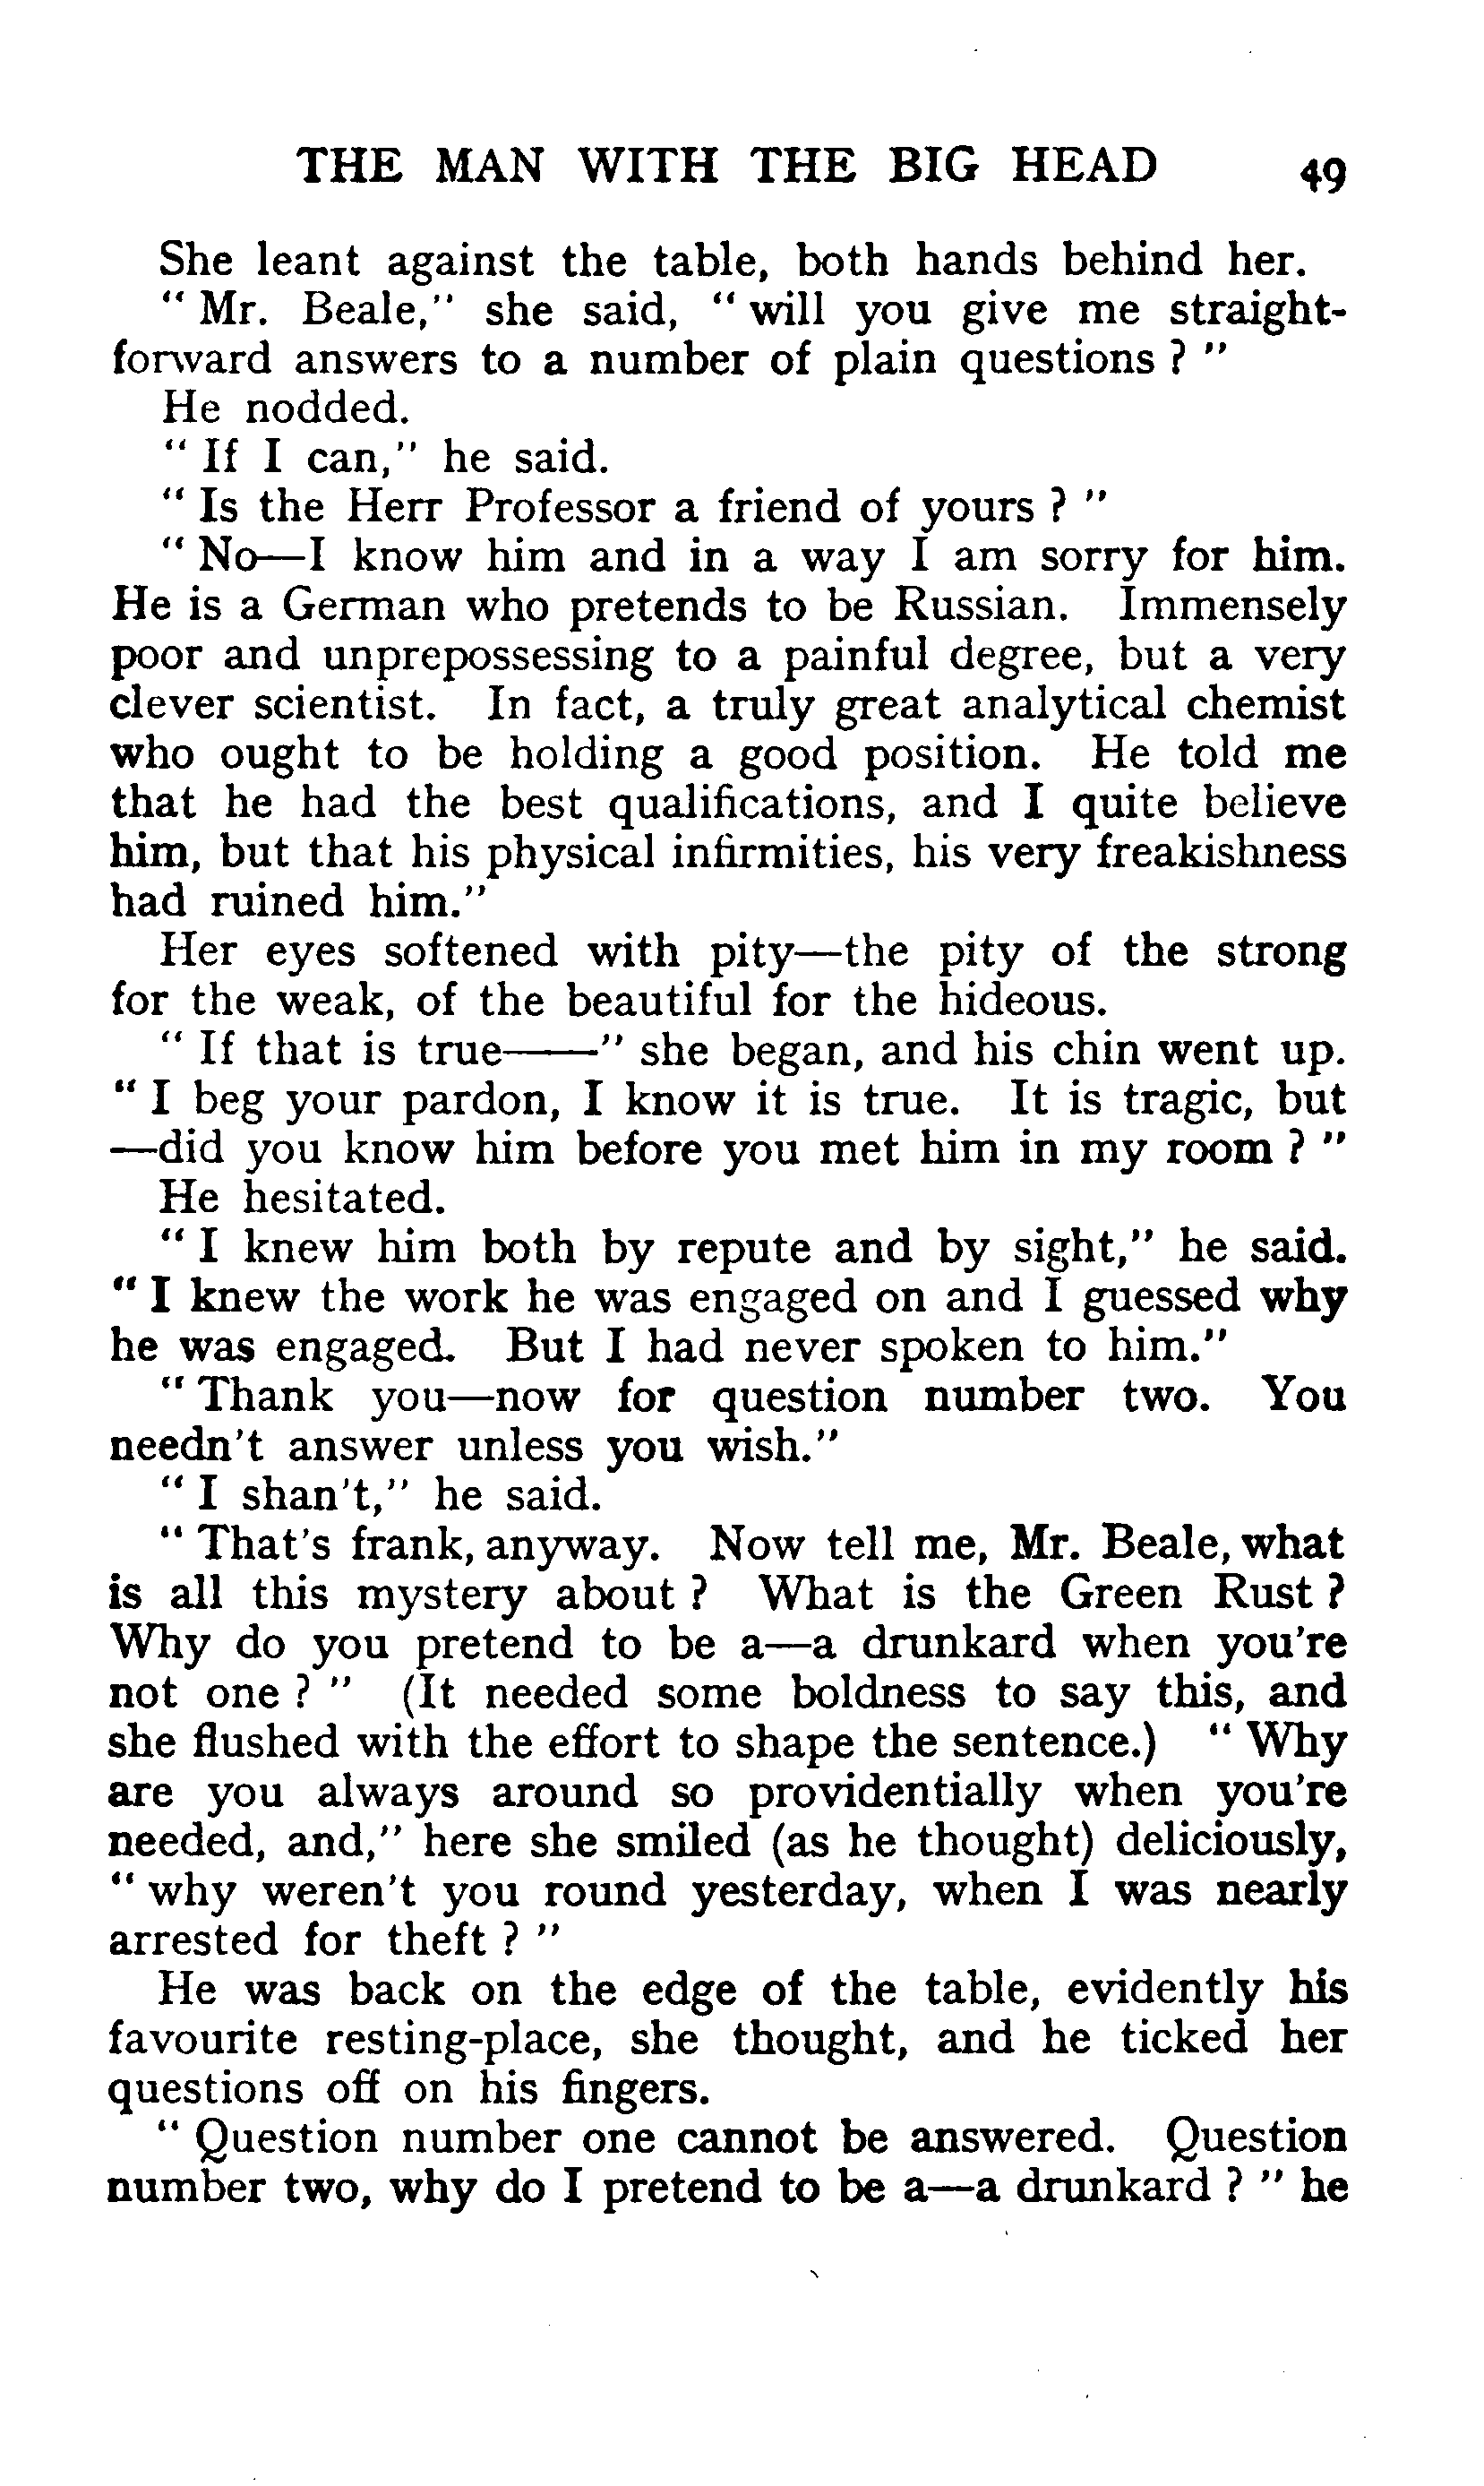 THE MAN WITH THE BIG HEAD 49
She leant against the table, both hands behind her.
" Mr. Beale," she said, " will you give me straight-
forward answers to a number of plain questions ? "
He nodded.
" If I can," he said.
" Is the Herr Professor a friend of yours ? "
" No—I know him and in a way I am sorry for him.
He is a German who pretends to be Russian. Immensely
poor and unprepossessing to a painful degree, but a very
clever scientist. In fact, a truly great analytical chemist
who ought to be holding a good position. He told me
that he had the best qualifications, and I quite believe
him, but that his physical infirmities, his very freakishness
had ruined him."
Her eyes softened with pity—the pity of the strong
for the weak, of the beautiful for the hideous.
" If that is true——" she began, and his chin went up.
" I beg your pardon, I know it is true. It is tragic, but
—did you know him before you met him in my room ? "
He hesitated.
" I knew him both by repute and by sight," he said.
" I knew the work he was engaged on and I guessed why
he was engaged. But I had never spoken to him."
" Thank you—now for question number two. You
needn't answer unless you wish."
" I shan't," he said.
" That's frank, anyway. Now tell me, Mr. Beale, what
is all this mystery about ? What is the Green Rust ?
Why do you pretend to be a—a drunkard when you're
not one ? " (It needed some boldness to say this, and
she flushed with the effort to shape the sentence.) " Why
are you always around so providentially when you're
needed, and," here she smiled (as he thought) deliciously,
" why weren't you round yesterday, when I was nearly
arrested for theft ? "
He was back on the edge of the table, evidently his
favourite resting-place, she thought, and he ticked her
questions off on his fingers.
" Question number one cannot be answered. Question
number two, why do I pretend to be a—a drunkard ? " he